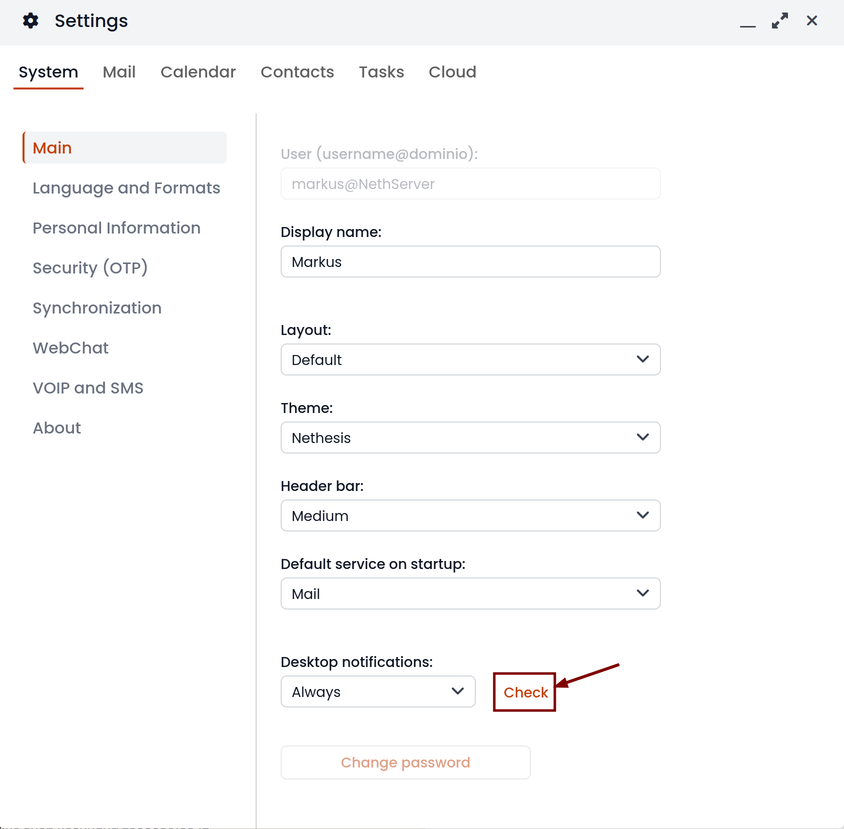 Settings
System Mail Calendar Contacts Tasks Cloud
Main
Language and Formats
Personal Information
Security (OTP)
Synchronization
WebChat
VOIP and SMS
About
User (username@dominio):
markus@NethServer
Display name:
Markus
Layout:
Default
Theme:
Nethesis
Header bar:
Medium
Default service on startup:
Mail
Desktop notifications:
Always
Check
Change password